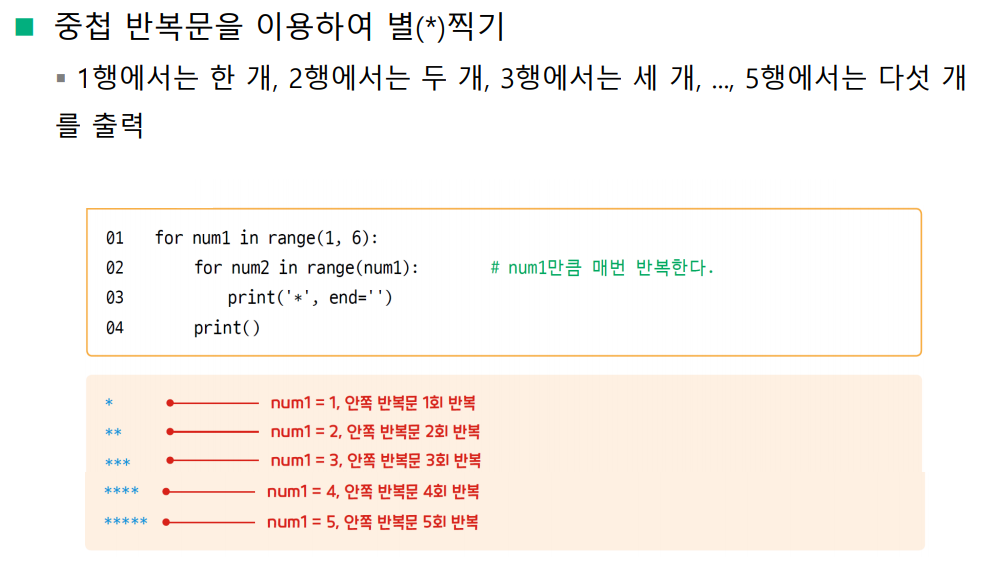 ■ 중첩 반복문을 이용하여 별(*)찍기
▪ 1행에서는 한 개, 2행에서는 두 개, 3행에서는 세 개, …, 5행에서는 다섯 개
를 출력
01 for num1 in range(1, 6):
02     for num2 in range(num1):        # num1만큼 매번 반복한다.
03         print('*', end='')
04     print()
* num1 = 1, 안쪽 반복문 1회 반복
** num1 = 2, 안쪽 반복문 2회 반복
*** num1 = 3, 안쪽 반복문 3회 반복
**** num1 = 4, 안쪽 반복문 4회 반복
***** num1 = 5, 안쪽 반복문 5회 반복